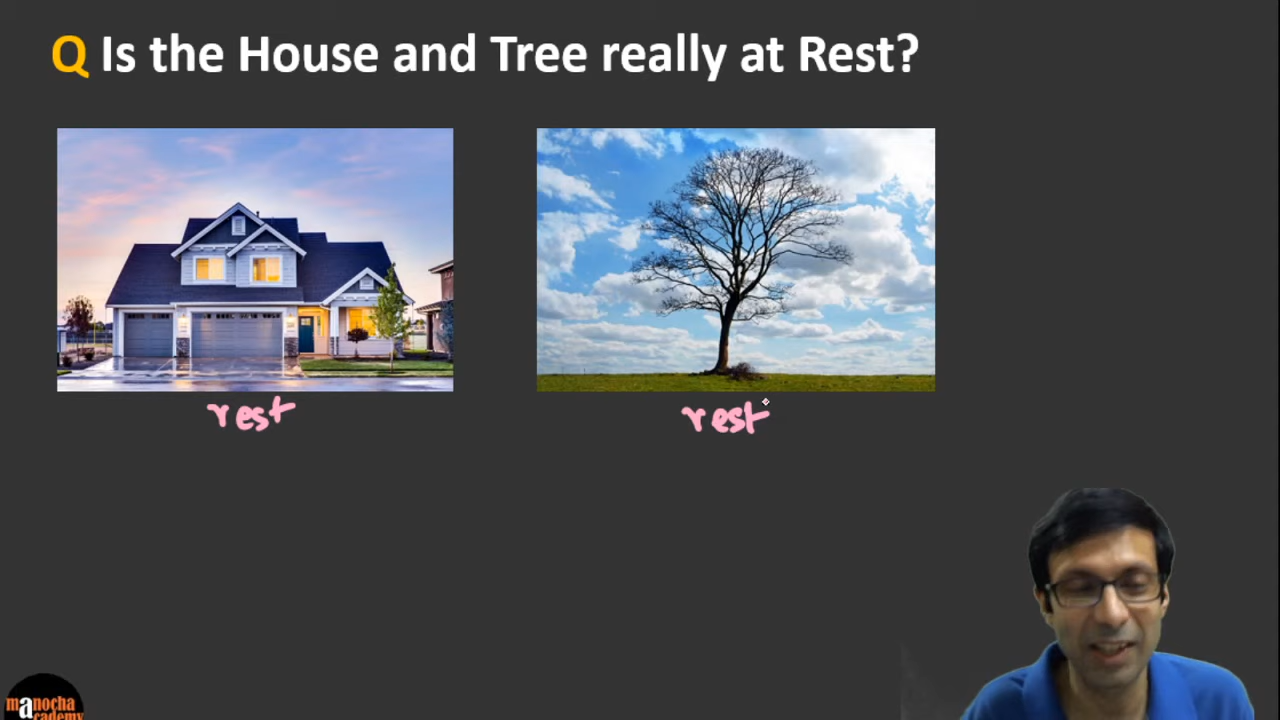 Q Is the House and Tree really at Rest?
rest
rest
manocha
academy